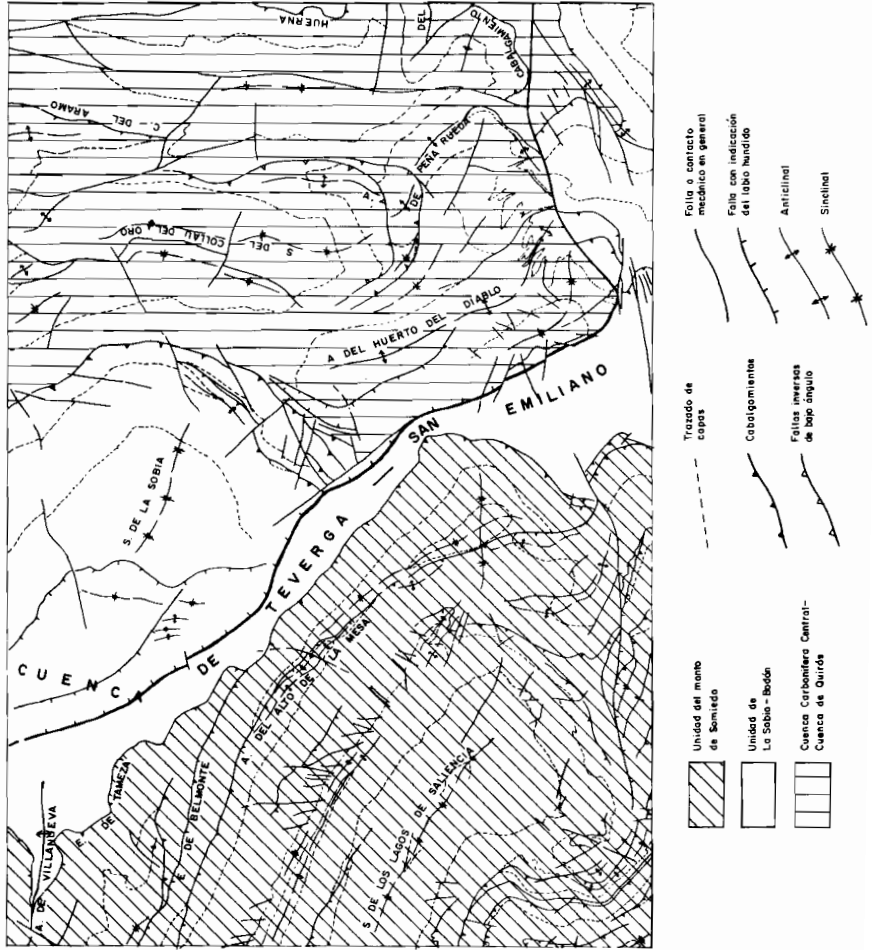 HUERNA
C. DEL ARAMO
CABALGAMIENTO
DEL
A.
DE PEÑA RUEDA
S DEL
COLLAU DEL ORO
A DEL HUERTO DEL DIABLO
S. DE LA SOBIA
CUENCA DE TEVERGA
SAN EMILIANO
A DE VILLANUEVA
E. DE TAMEZA
E DE BELMONTE
A DEL ALTO DE LA MESA
S DE LOS LAGOS DE SALIENCIA
Unidad del manto
de Somiedo
Unidad de
La Sobia-Bodón
Cuenca Carbonífera Central-
Cuenca de Quirós
Trazado de
capas
Cabalgamientos
Fallas inversas
de bajo ángulo
Falla o contacto
mecánico en general
Falla con indicación
del labio hundido
Anticlinal
Sinclinal